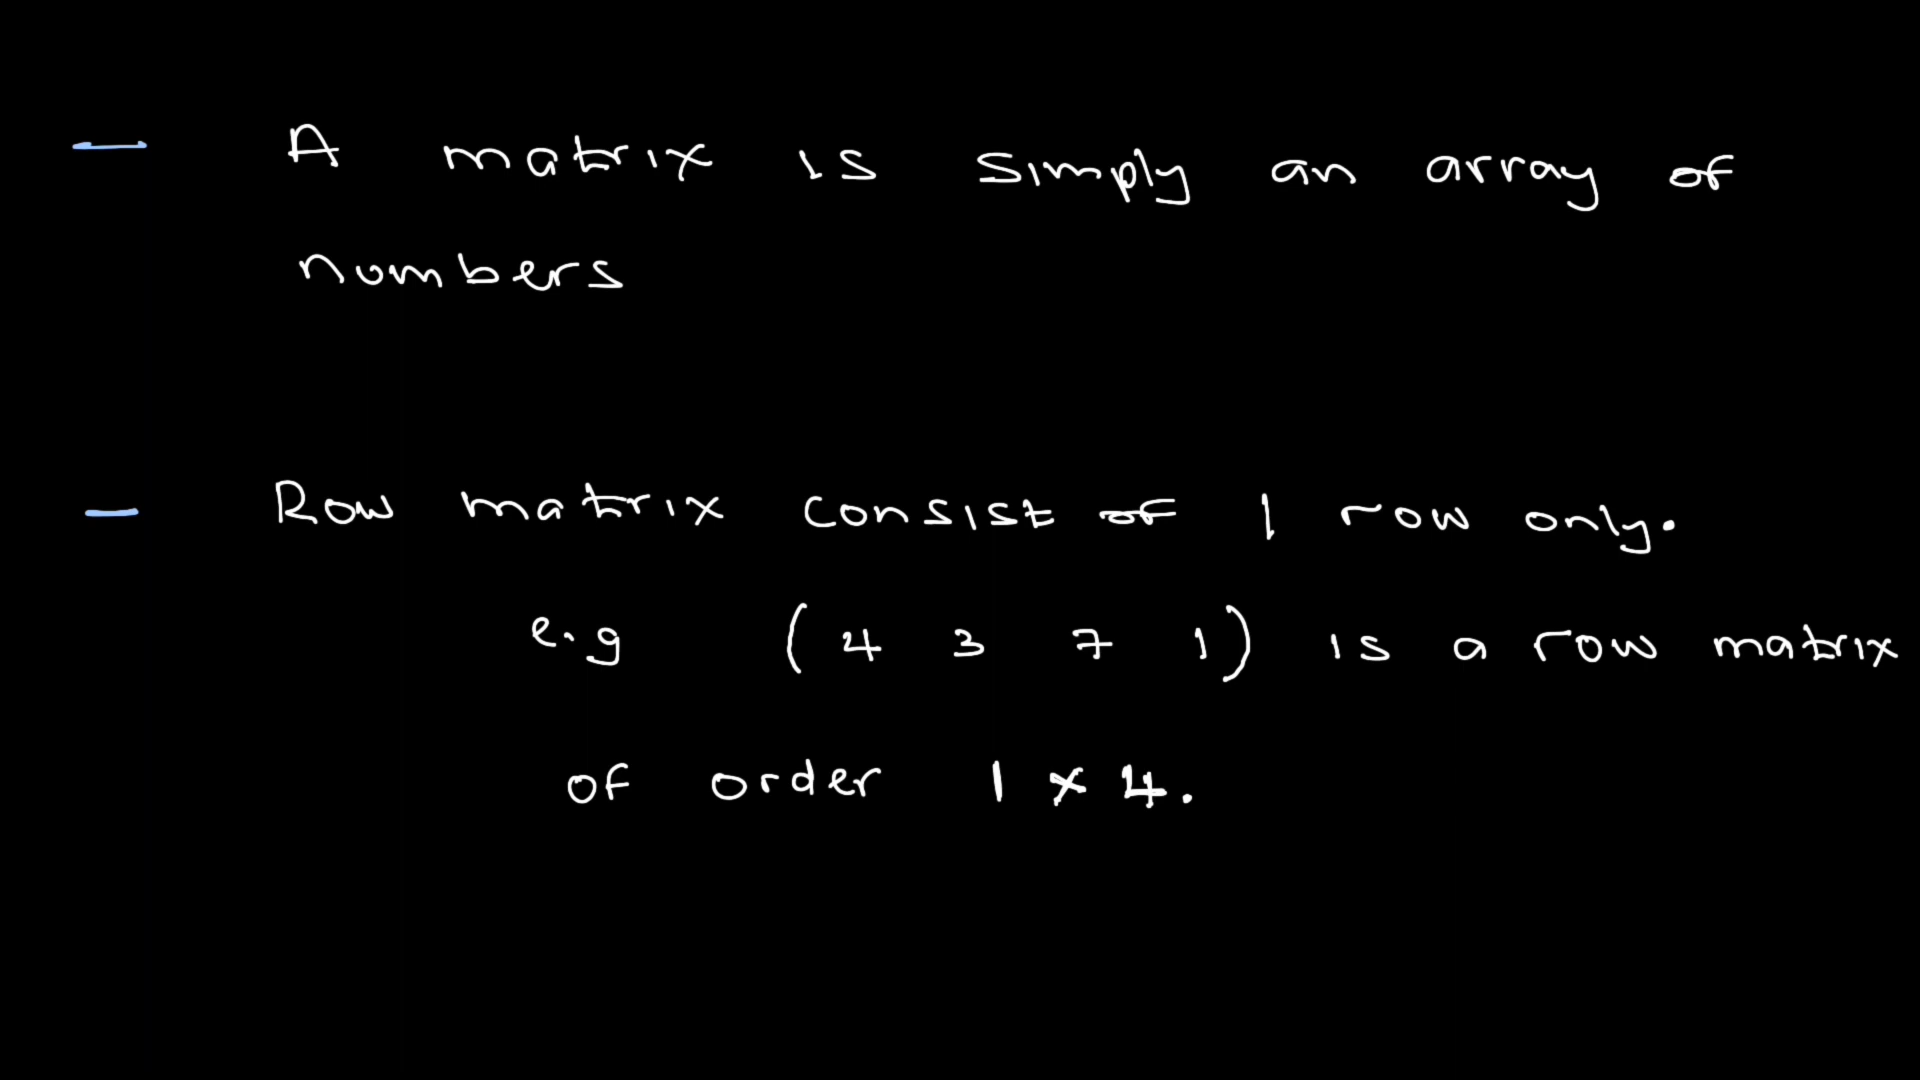 - A matrix is simply an array of
numbers
- Row matrix consist of 1 row only.
e.g ( 4 3 7 1 ) is a row matrix
of order 1 × 4.